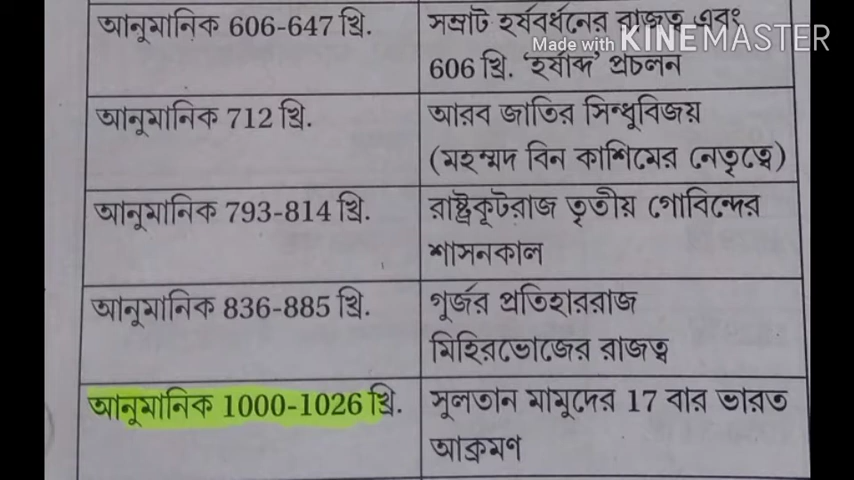 আনুমানিক 606-647 খ্রি.
সম্রাট হর্ষবর্ধনের রাজত্ব এবং
606 খ্রি. ‘হর্ষাব্দ’ প্রচলন
Made with KINEMASTER
আনুমানিক 712 খ্রি.
আরব জাতির সিন্ধুবিজয়
(মহম্মদ বিন কাশিমের নেতৃত্বে)
আনুমানিক 793-814 খ্রি.
রাষ্ট্রকূটরাজ তৃতীয় গোবিন্দের
শাসনকাল
আনুমানিক 836-885 খ্রি.
গূর্জর প্রতিহাররাজ
মিহিরভোজের রাজত্ব
আনুমানিক 1000-1026 খ্রি.
সুলতান মামুদের 17 বার ভারত
আক্রমণ